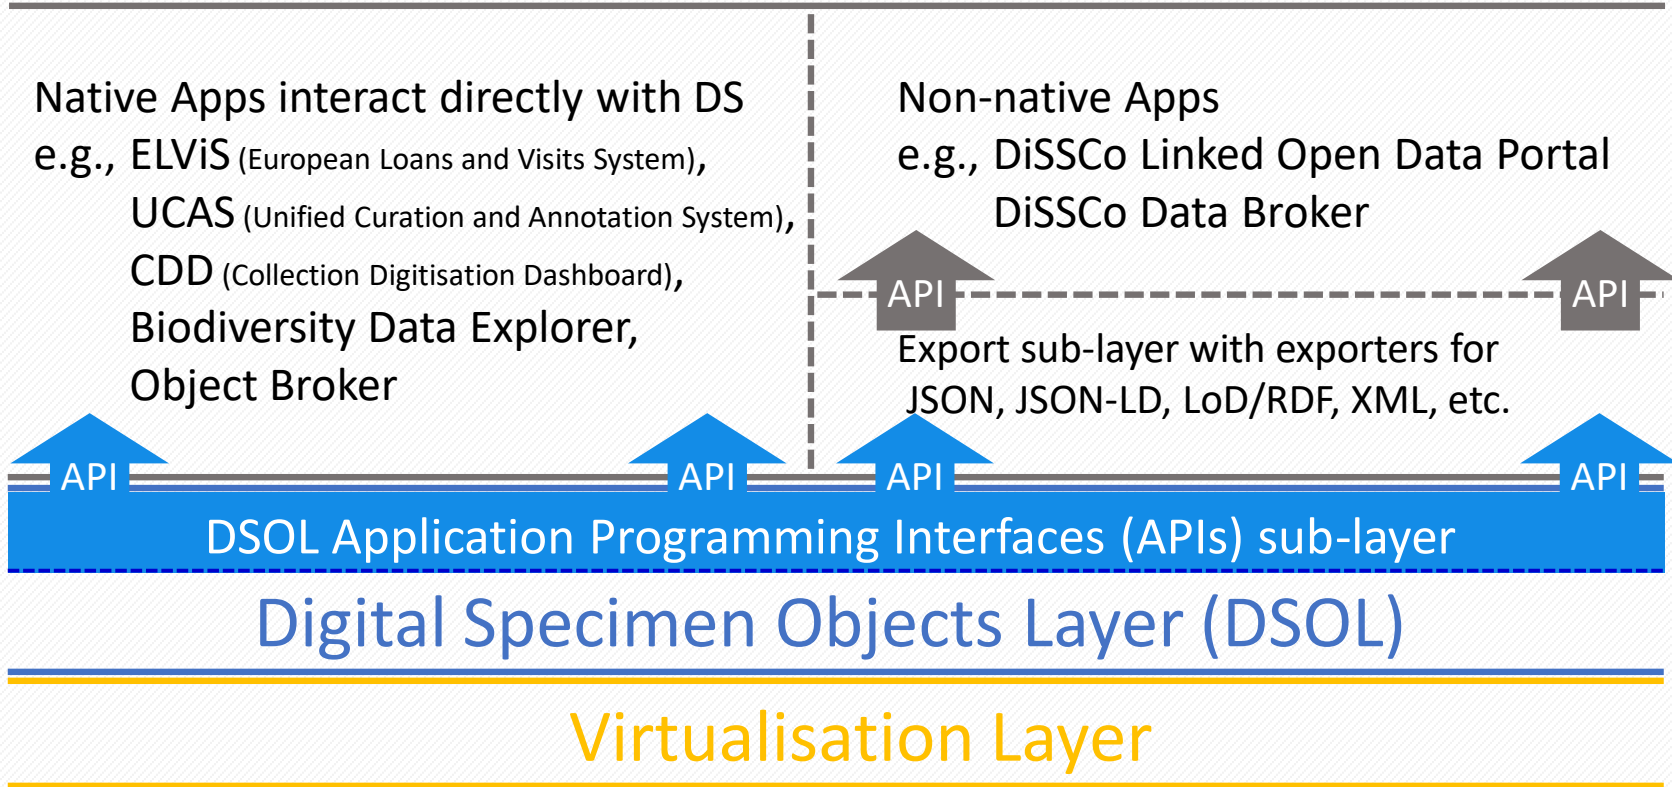 Native Apps interact directly with DS
e.g., ELViS (European Loans and Visits System),
UCAS (Unified Curation and Annotation System),
CDD (Collection Digitisation Dashboard),
Biodiversity Data Explorer,
Object Broker
Non-native Apps
e.g., DiSSCo Linked Open Data Portal
DiSSCo Data Broker
API
API
Export sub-layer with exporters for
JSON, JSON-LD, LoD/RDF, XML, etc.
API
API
API
API
DSOL Application Programming Interfaces (APIs) sub-layer
Digital Specimen Objects Layer (DSOL)
Virtualisation Layer